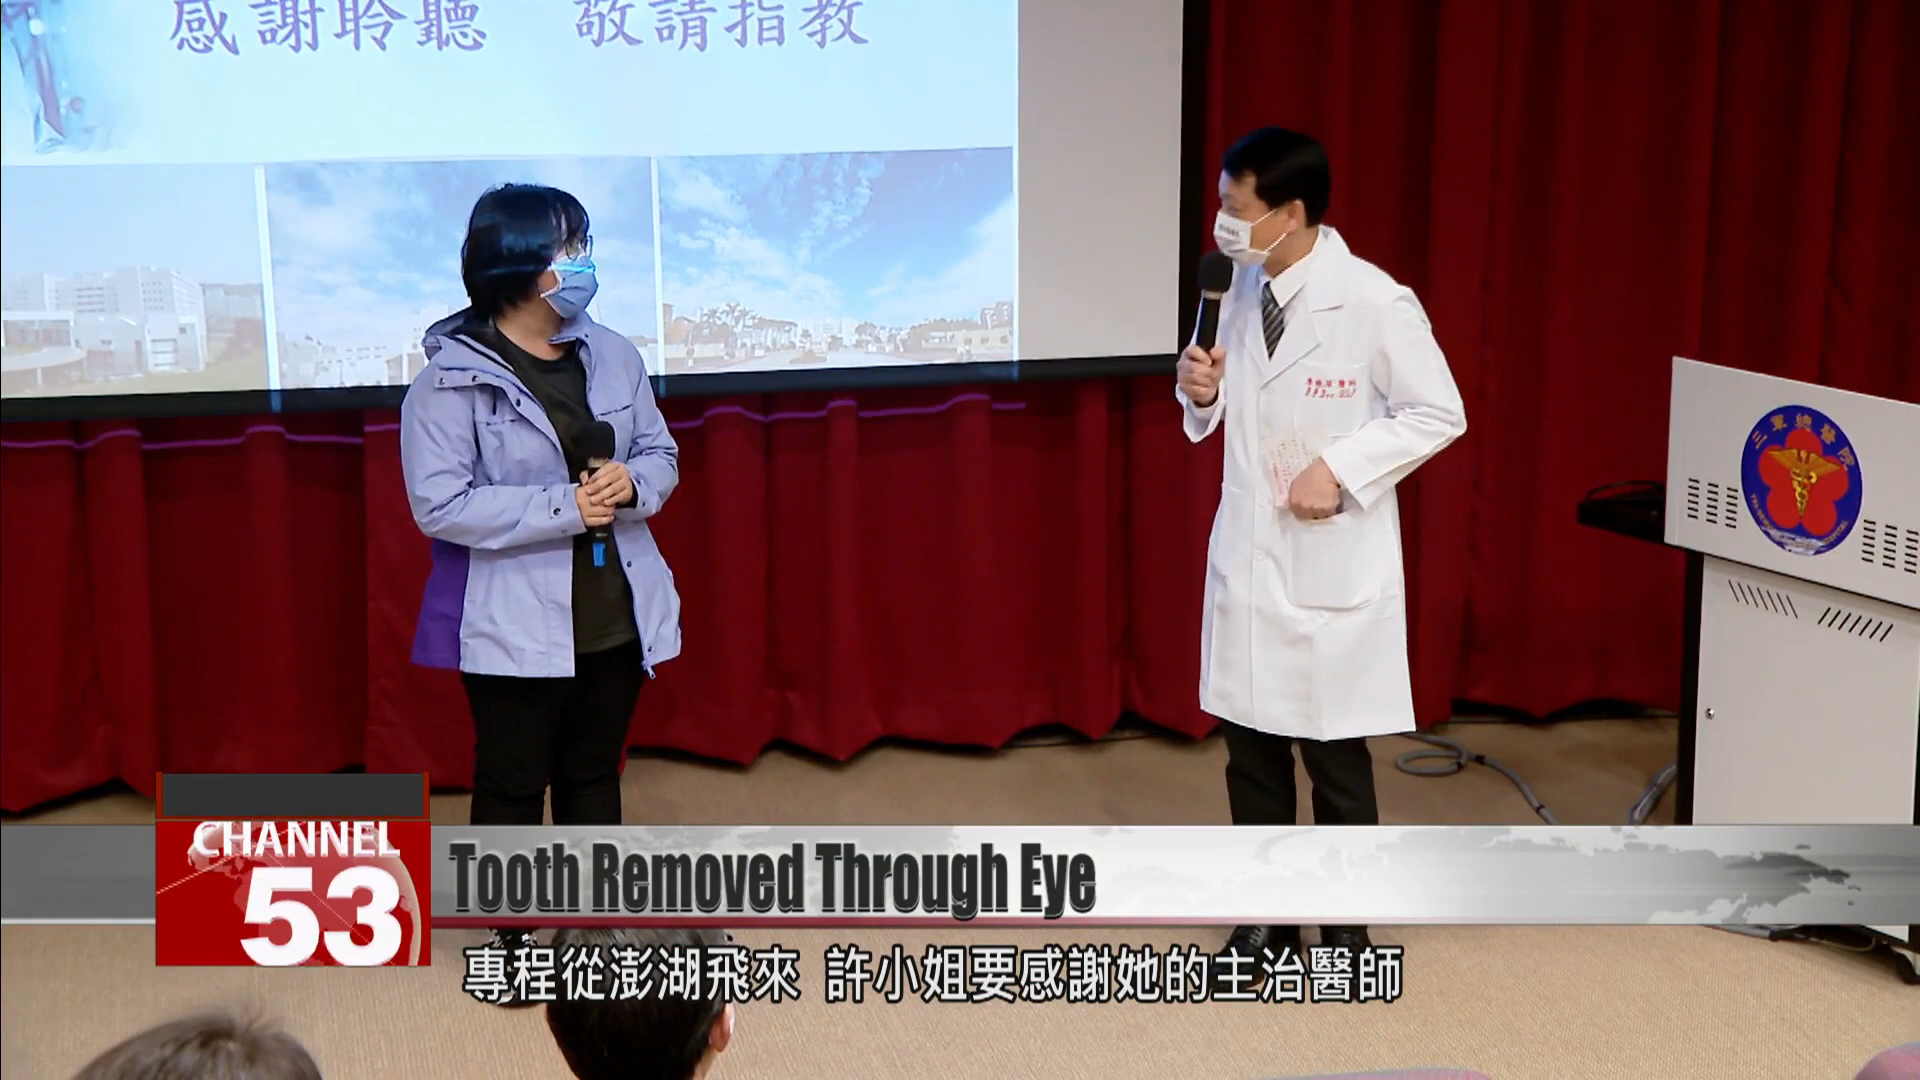 感謝聆聽 敬請指教
三軍總醫院
CHANNEL
53
Tooth Removed Through Eye
專程從澎湖飛來 許小姐要感謝她的主治醫師